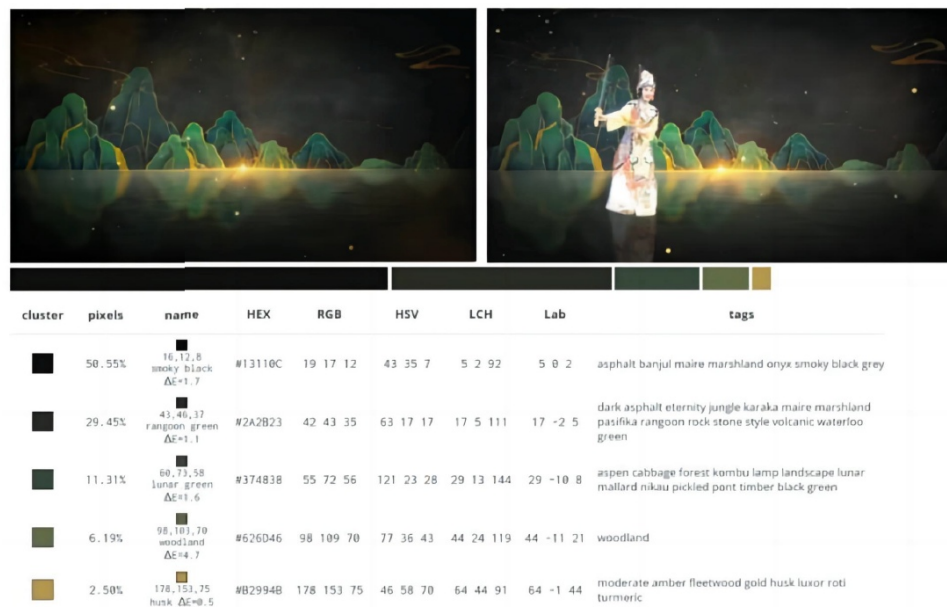 cluster pixels name HEX RGB HSV LCH Lab tags
16,12,8
smoky black
ΔE=1.7
50.55% #13110C 19 17 12 43 35 7 5 2 92 5 0 2 asphalt banjul maire marshland onyx smoky black grey
43,46,37
rangoon green
ΔE=1.1
29.45% #2A2B23 42 43 35 63 17 17 17 5 111 17 -2 5
dark asphalt eternity jungle karaka maire marshland
pasifika rangoon rock stone style volcanic waterloo
green
60,73,58
lunar green
ΔE=1.6
11.31% #374838 55 72 56 121 23 28 29 13 144 29 -10 8
aspen cabbage forest kombu lamp landscape lunar
mallard nikau pickled pont timber black green
98,103,70
woodland
ΔE=4.7
6.19% #626D46 98 109 70 77 36 43 44 24 119 44 -11 21 woodland
178,153,75
husk ΔE=0.5
2.50% #B2994B 178 153 75 46 58 70 64 44 91 64 -1 44
moderate amber fleetwood gold husk luxor roti
turmeric